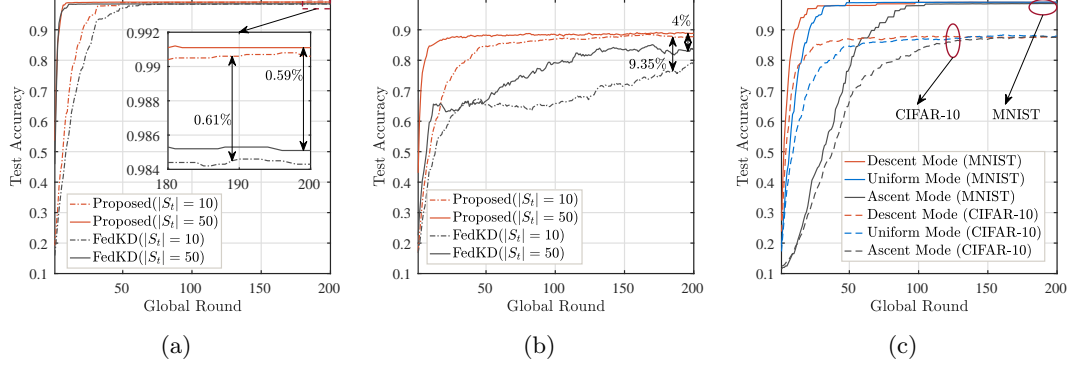 0.9
0.8
0.7
0.6
0.5
0.4
0.3
0.2
0.1
Test Accuracy
0.992
0.99
0.988
0.986
0.984
180
190
200
0.59%
0.61%
Proposed(|S_t| = 10)
Proposed(|S_t| = 50)
FedKD(|S_t| = 10)
FedKD(|S_t| = 50)
50
100
150
200
Global Round
(a)
0.9
0.8
0.7
0.6
0.5
0.4
0.3
0.2
0.1
Test Accuracy
4%
9.35%
Proposed(|S_t| = 10)
Proposed(|S_t| = 50)
FedKD(|S_t| = 10)
FedKD(|S_t| = 50)
50
100
150
200
Global Round
(b)
0.9
0.8
0.7
0.6
0.5
0.4
0.3
0.2
0.1
Test Accuracy
CIFAR-10
MNIST
Descent Mode (MNIST)
Uniform Mode (MNIST)
Ascent Mode (MNIST)
Descent Mode (CIFAR-10)
Uniform Mode (CIFAR-10)
Ascent Mode (CIFAR-10)
50
100
150
200
Global Round
(c)